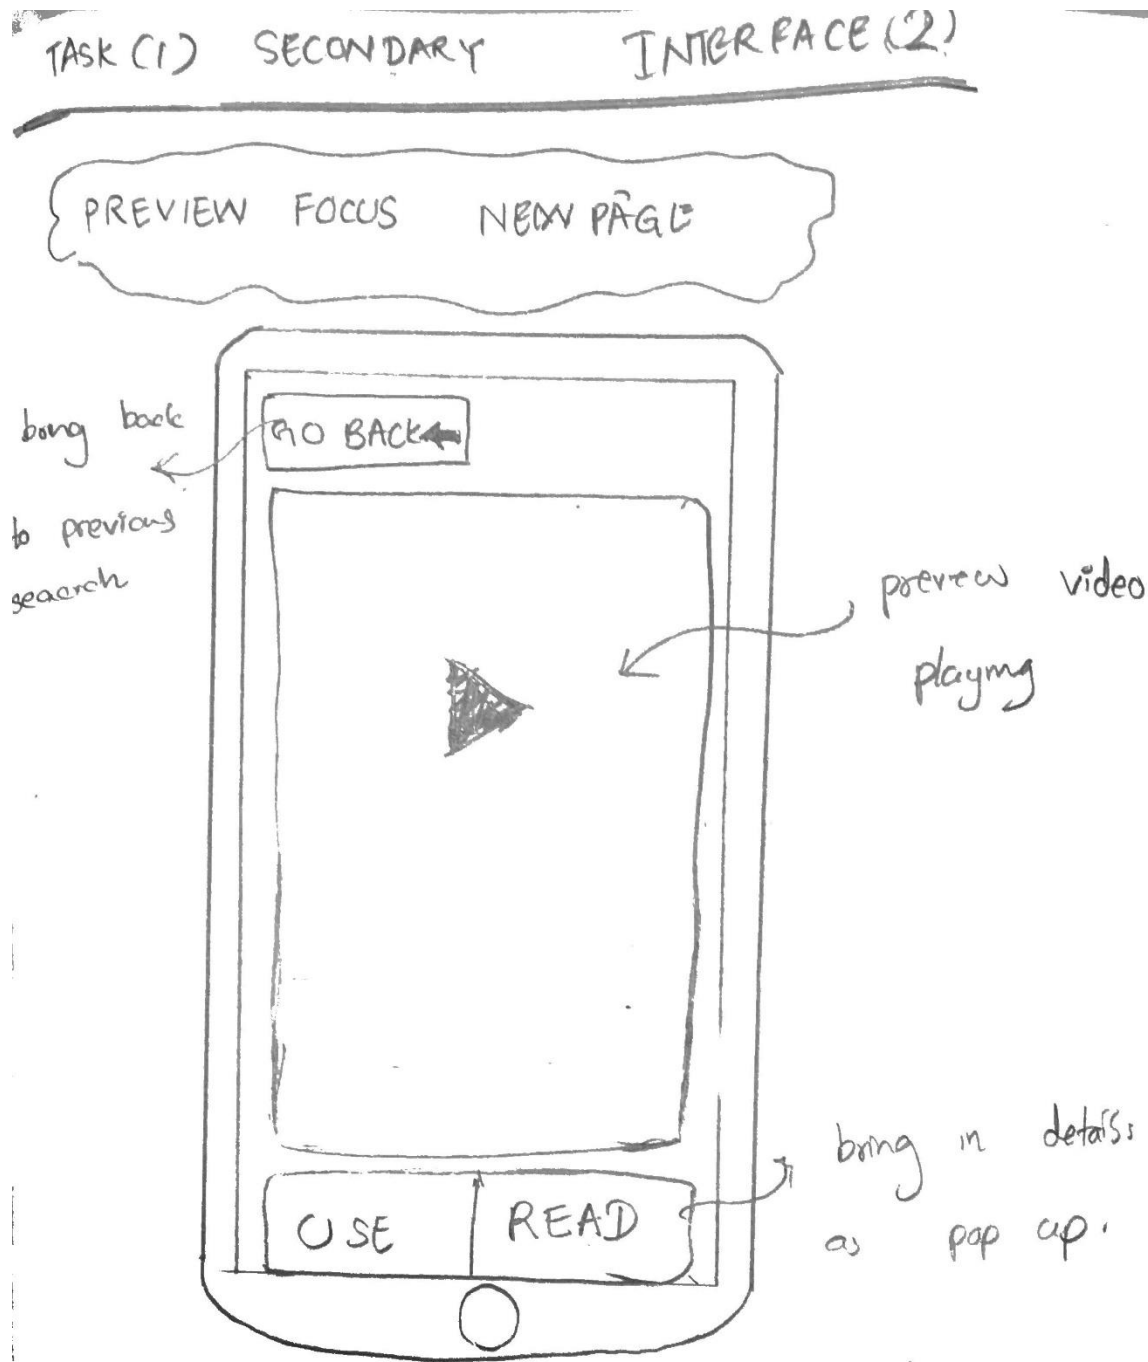 TASK (1) SECONDARY INTERFACE (2)
PREVIEW FOCUS NEW PAGE
GO BACK
bring back
to previous
seaarch
preview video
playing
USE
READ
bring in details
as pop up.